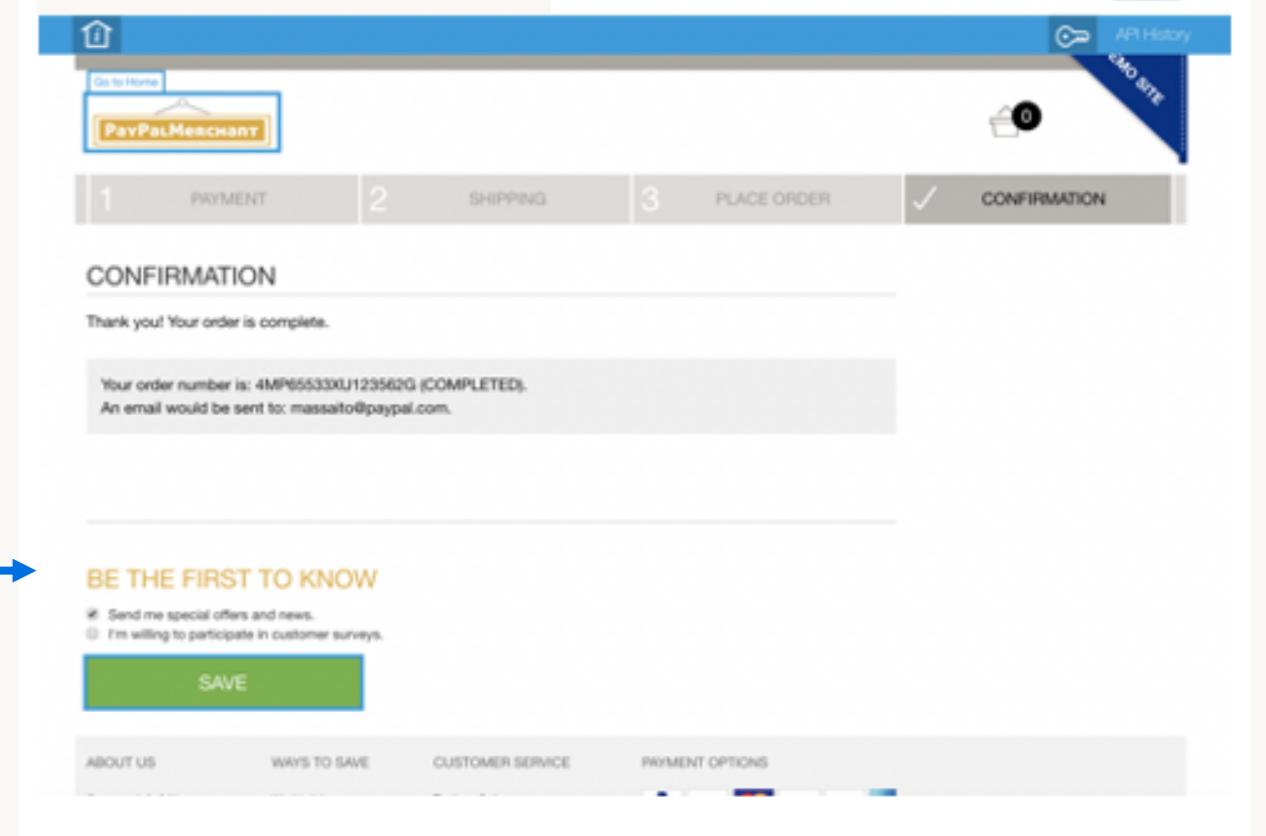 API History
DEMO SITE
Go to Home
PayPalMerchant
0
1 PAYMENT 2 SHIPPING 3 PLACE ORDER CONFIRMATION
CONFIRMATION
Thank you! Your order is complete.
Your order number is: 4MP65533XU123562G (COMPLETED).
An email would be sent to: massaito@paypal.com.
BE THE FIRST TO KNOW
Send me special offers and news.
I'm willing to participate in customer surveys.
SAVE
ABOUT US WAYS TO SAVE CUSTOMER SERVICE PAYMENT OPTIONS